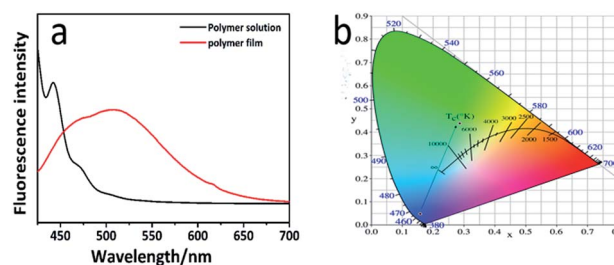 a
Polymer solution
polymer film
Fluorescence intensity
450 500 550 600 650 700
Wavelength/nm
b
0.9
0.8
0.7
0.6
0.5
0.4
0.3
0.2
0.1
0.0
y
0.0 0.1 0.2 0.3 0.4 0.5 0.6 0.7
x
520
540
560
580
600
620
700
500
490
480
470
460
380
Tc(°K)
10000
6000
4000
3000
2500
2000
1500
∞